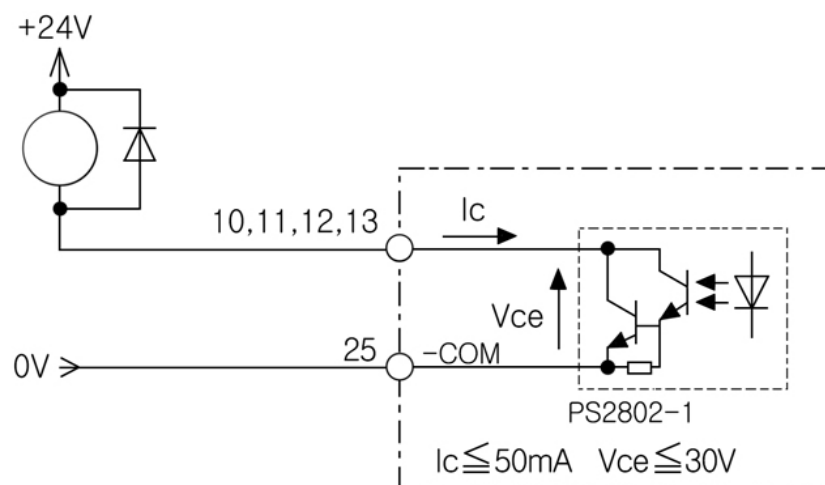 +24V
10,11,12,13
Ic
Vce
0V
25
-COM
PS2802-1
Ic≦50mA Vce≦30V